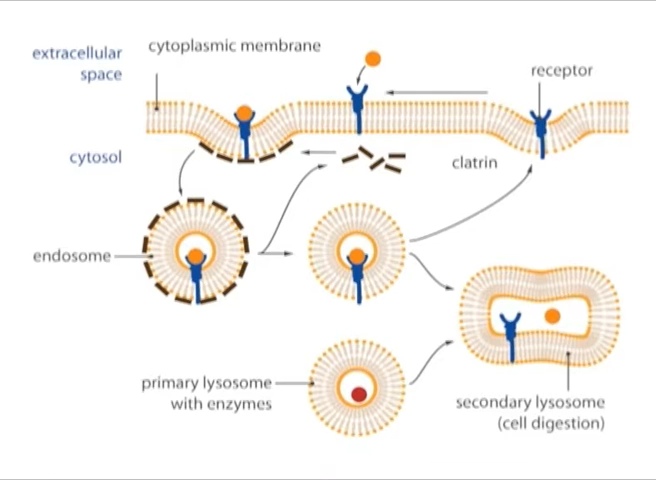 extracellular
space
cytoplasmic membrane
receptor
cytosol
clatrin
endosome
primary lysosome
with enzymes
secondary lysosome
(cell digestion)